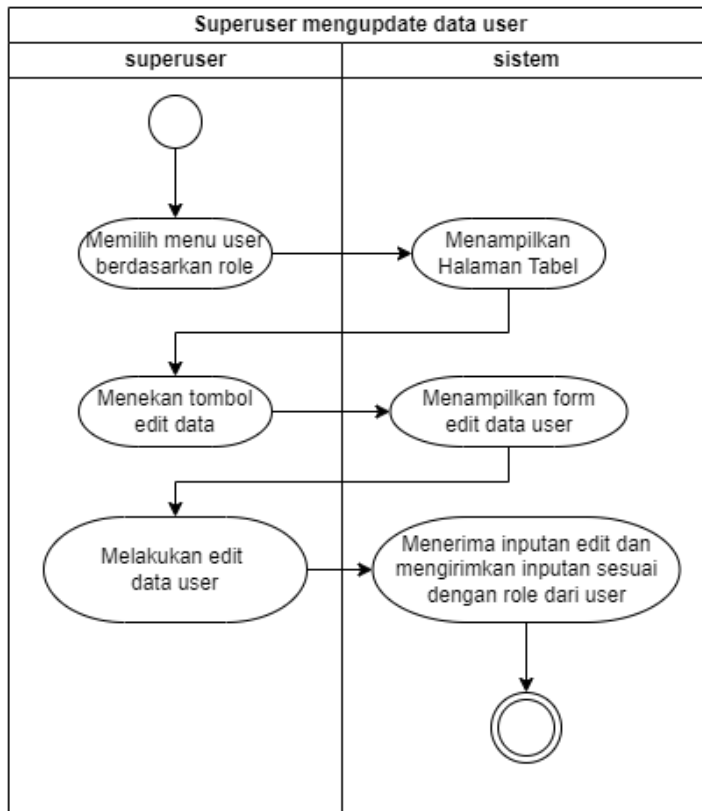 Superuser mengupdate data user
superuser
sistem
Memilih menu user
berdasarkan role
Menampilkan
Halaman Tabel
Menekan tombol
edit data
Menampilkan form
edit data user
Melakukan edit
data user
Menerima inputan edit dan
mengirimkan inputan sesuai
dengan role dari user